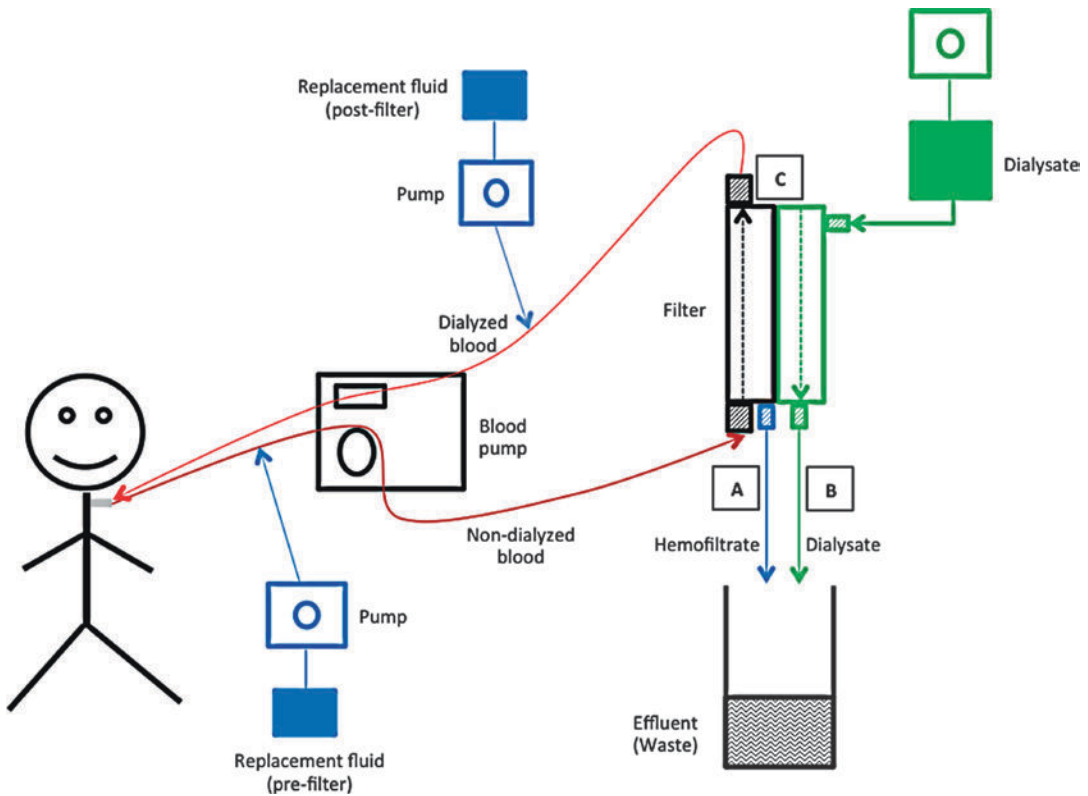 Replacement fluid
(post-filter)
Pump
C
Dialysate
Filter
Dialyzed
blood
Blood
pump
Non-dialyzed
blood
A
B
Hemofiltrate
Dialysate
Pump
Replacement fluid
(pre-filter)
Effluent
(Waste)